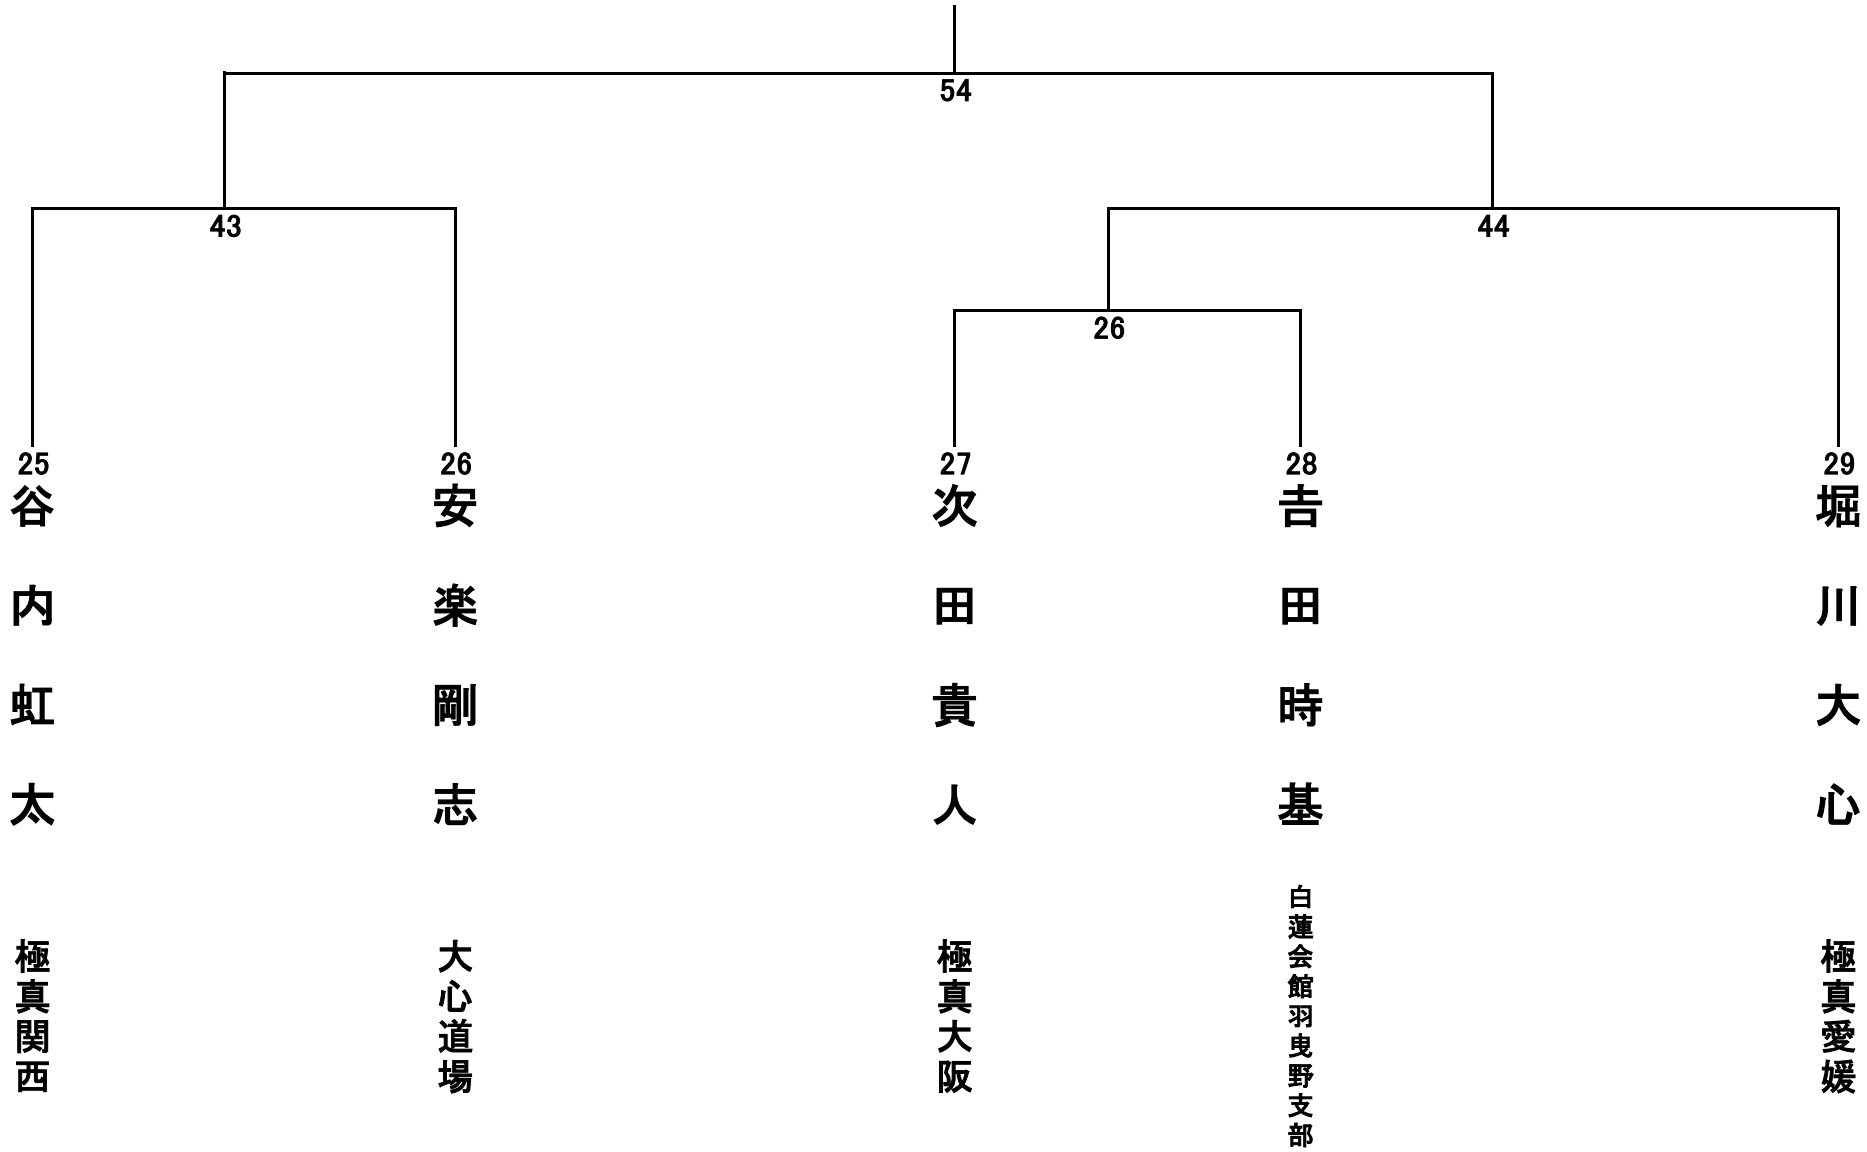 54
43
44
26
25
谷内虹太
極真関西
26
安楽剛志
大心道場
27
次田貴人
極真大阪
28
𠮷田時基
白蓮会館羽曳野支部
29
堀川大心
極真愛媛